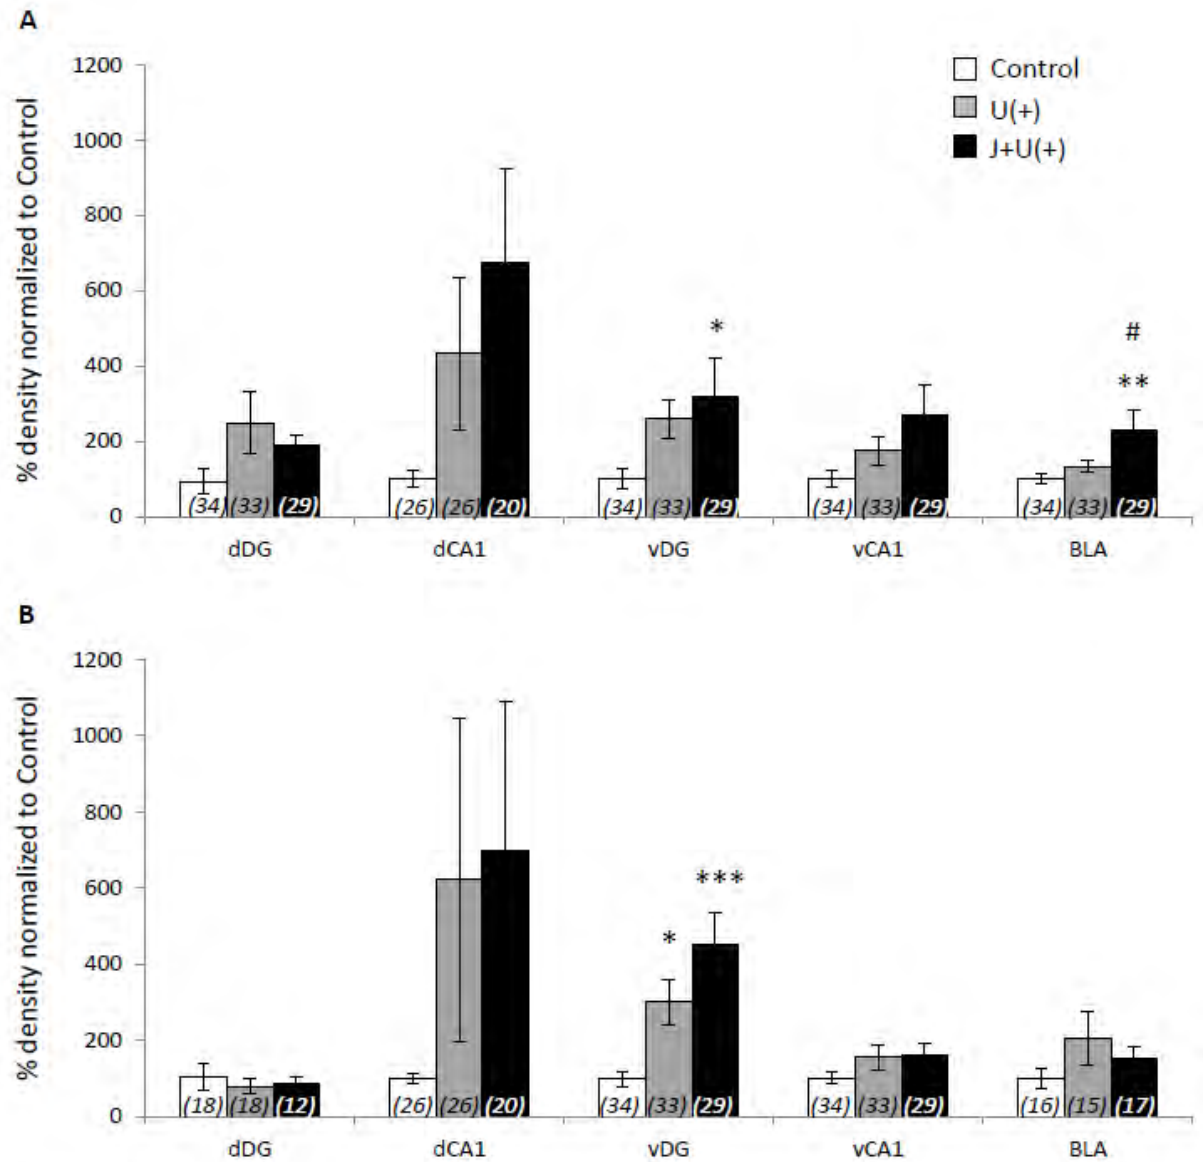 A
% density normalized to Control
1200
1000
800
600
400
200
0
Control
U(+)
J+U(+)
*
#
**
(34) (33) (29) (26) (26) (20) (34) (33) (29) (34) (33) (29) (34) (33) (29)
dDG dCA1 vDG vCA1 BLA
B
% density normalized to Control
1200
1000
800
600
400
200
0
***
*
(18) (18) (12) (26) (26) (20) (34) (33) (29) (34) (33) (29) (16) (15) (17)
dDG dCA1 vDG vCA1 BLA